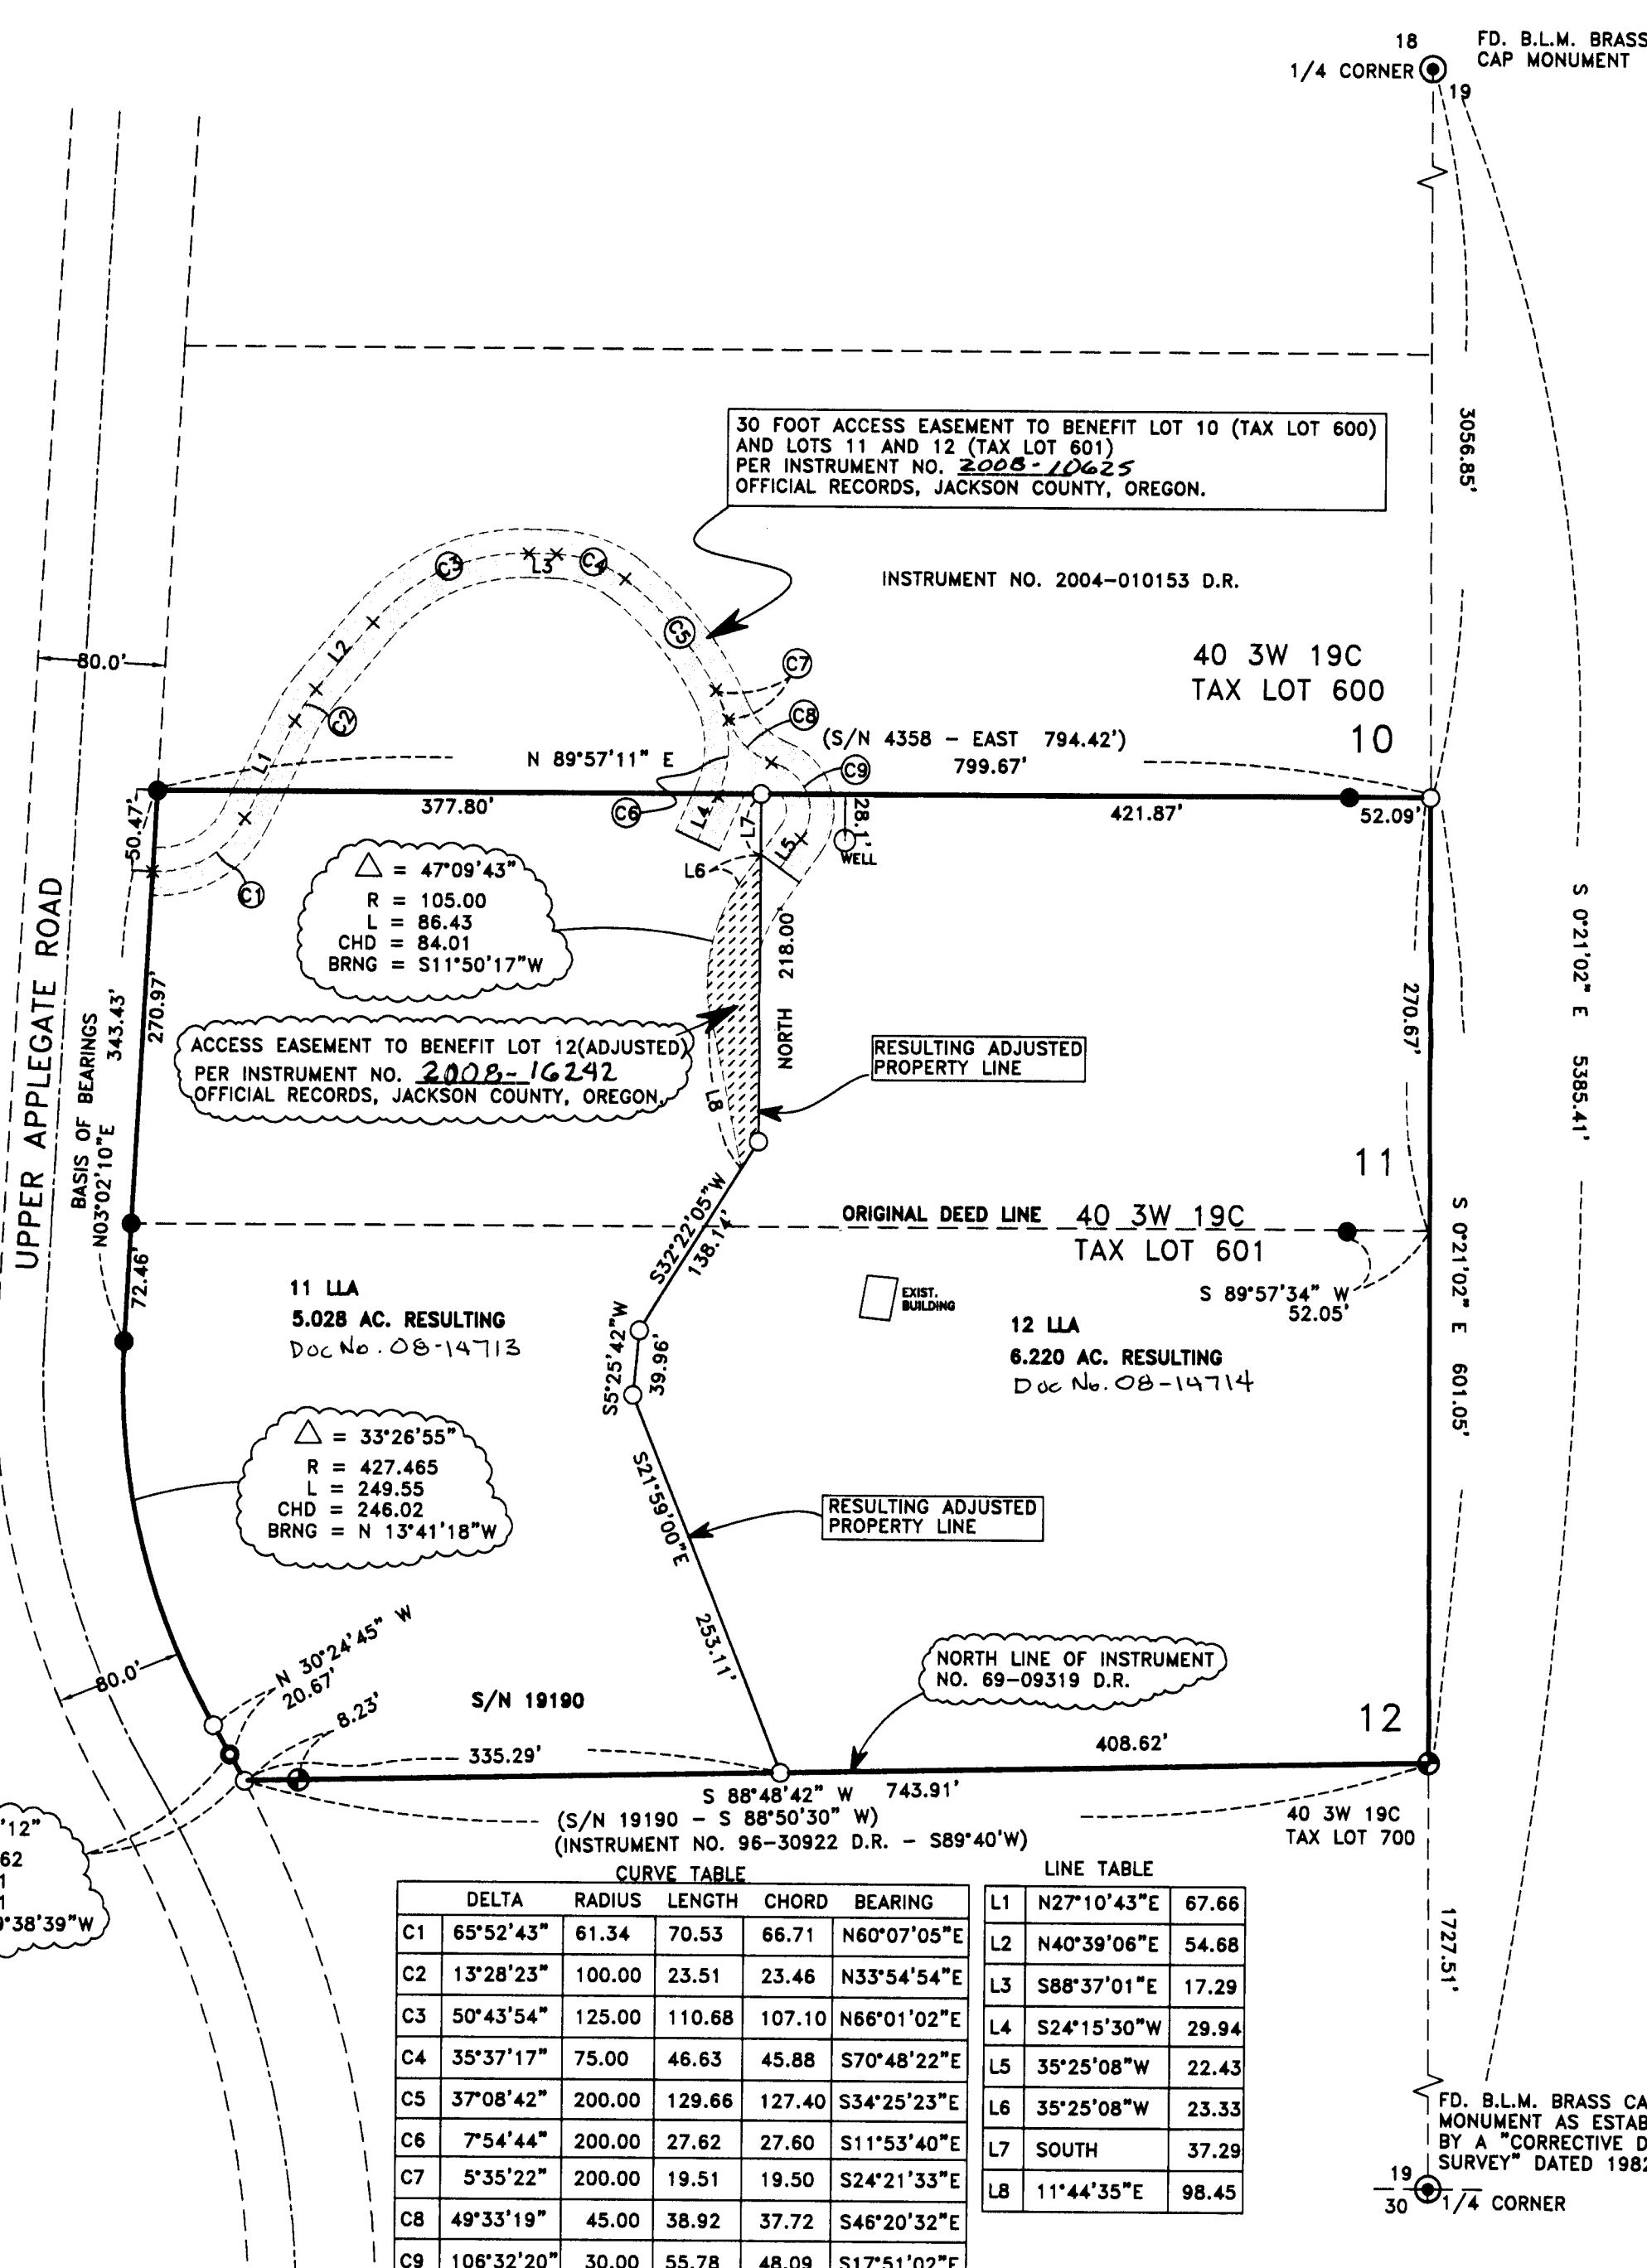 18
FD. B.L.M. BRASS
CAP MONUMENT
1/4 CORNER
19
3056.85'
30 FOOT ACCESS EASEMENT TO BENEFIT LOT 10 (TAX LOT 600)
AND LOTS 11 AND 12 (TAX LOT 601)
PER INSTRUMENT NO. 2008-10625
OFFICIAL RECORDS, JACKSON COUNTY, OREGON.
INSTRUMENT NO. 2004-010153 D.R.
C3
L3
C4
C5
L2
C7
80.0'
40 3W 19C
TAX LOT 600
10
C2
C8
(S/N 4358 - EAST 794.42')
799.67'
N 89°57'11" E
L1
C9
377.80'
C6
L4
L7
28.1'
WELL
421.87'
52.09'
50.47'
L5
L6
C1
△ = 47°09'43"
R = 105.00
L = 86.43
CHD = 84.01
BRNG = S11°50'17"W
S 0°21'02" E 5385.41'
UPPER APPLEGATE ROAD
BASIS OF BEARINGS
N03°02'10"E 343.43'
270.97'
NORTH 218.00'
270.67'
ACCESS EASEMENT TO BENEFIT LOT 12(ADJUSTED)
PER INSTRUMENT NO. 2008-16242
OFFICIAL RECORDS, JACKSON COUNTY, OREGON.
L8
RESULTING ADJUSTED
PROPERTY LINE
11
S32°22'05"W
138.14'
ORIGINAL DEED LINE
40 3W 19C
TAX LOT 601
S 89°57'34" W
52.05'
S 0°21'02" E 601.05'
72.46'
11 LLA
5.028 AC. RESULTING
Doc No. 08-14713
EXIST.
BUILDING
12 LLA
6.220 AC. RESULTING
Doc No. 08-14714
S5°25'42"W
39.96'
△ = 33°26'55"
R = 427.465
L = 249.55
CHD = 246.02
BRNG = N 13°41'18"W
S21°59'00"E
253.11'
RESULTING ADJUSTED
PROPERTY LINE
80.0'
N 30°24'45" W
20.67'
8.23'
S/N 19190
NORTH LINE OF INSTRUMENT
NO. 69-09319 D.R.
12
335.29'
408.62'
S 88°48'42" W 743.91'
(S/N 19190 - S 88°50'30" W)
(INSTRUMENT NO. 96-30922 D.R. - S89°40'W)
40 3W 19C
TAX LOT 700
'12"
62
1
1
°38'39"W
CURVE TABLE
DELTA RADIUS LENGTH CHORD BEARING
C1 65°52'43" 61.34 70.53 66.71 N60°07'05"E
C2 13°28'23" 100.00 23.51 23.46 N33°54'54"E
C3 50°43'54" 125.00 110.68 107.10 N66°01'02"E
C4 35°37'17" 75.00 46.63 45.88 S70°48'22"E
C5 37°08'42" 200.00 129.66 127.40 S34°25'23"E
C6 7°54'44" 200.00 27.62 27.60 S11°53'40"E
C7 5°35'22" 200.00 19.51 19.50 S24°21'33"E
C8 49°33'19" 45.00 38.92 37.72 S46°20'32"E
C9 106°32'20" 30.00 55.78 48.09 S17°51'02"E
LINE TABLE
L1 N27°10'43"E 67.66
L2 N40°39'06"E 54.68
L3 S88°37'01"E 17.29
L4 S24°15'30"W 29.94
L5 35°25'08"W 22.43
L6 35°25'08"W 23.33
L7 SOUTH 37.29
L8 11°44'35"E 98.45
1727.51'
FD. B.L.M. BRASS CA
MONUMENT AS ESTAB
BY A "CORRECTIVE D
SURVEY" DATED 1982
19
30
1/4 CORNER